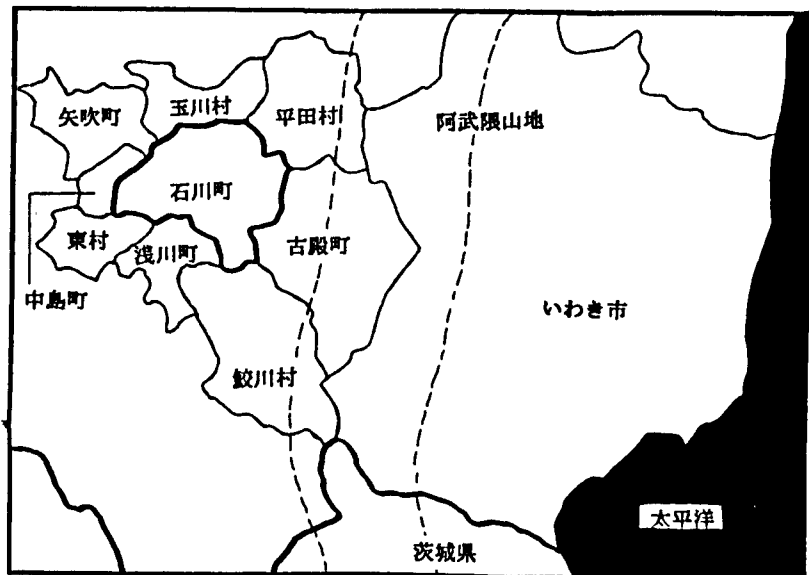 矢吹町
玉川村
平田村
阿武隈山地
石川町
東村
浅川町
古殿町
中島町
いわき市
鮫川村
太平洋
茨城県